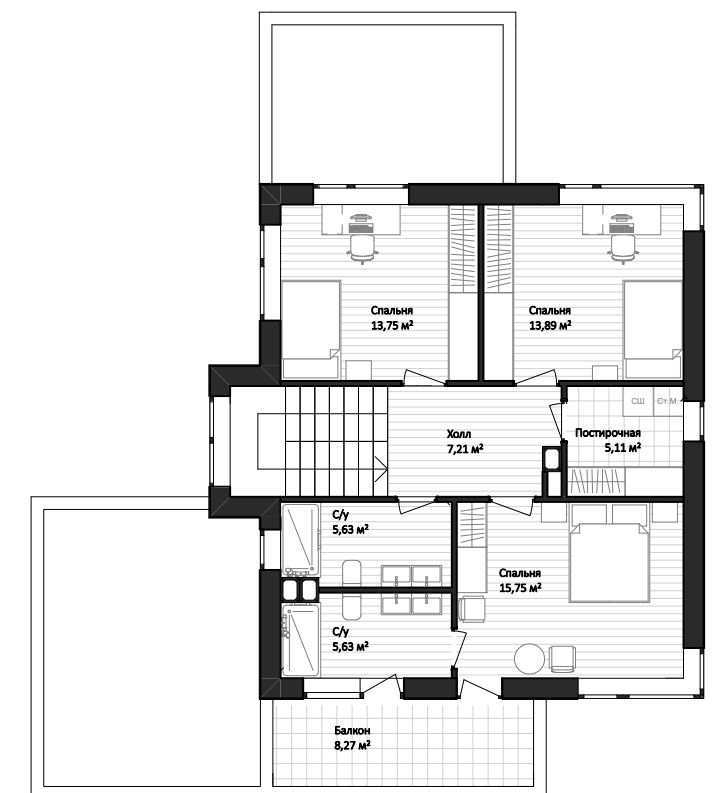 Спальня
13,75 м²
Спальня
13,89 м²
СШ
Ст.М.
Холл
7,21 м²
Постирочная
5,11 м²
С/у
5,63 м²
Спальня
15,75 м²
С/у
5,63 м²
Балкон
8,27 м²